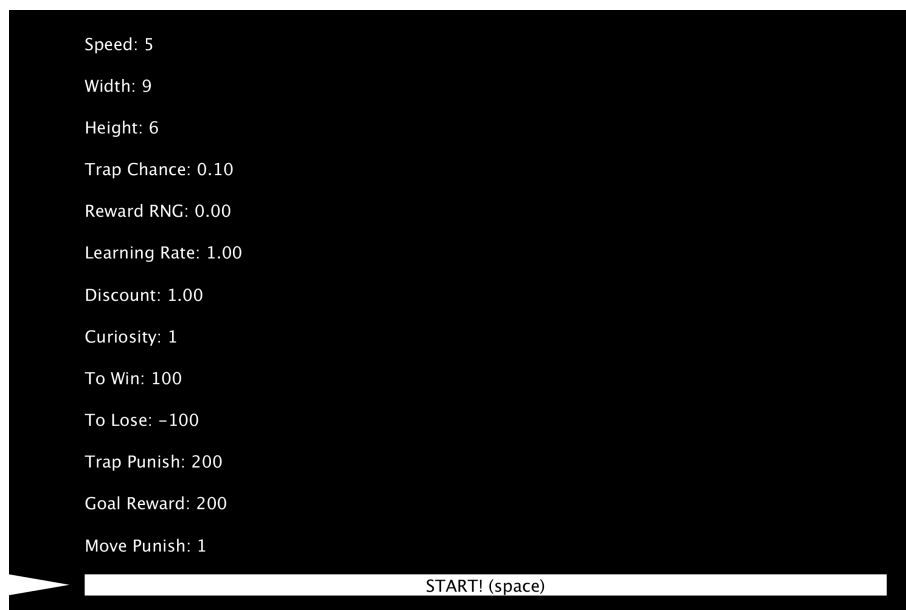 Speed: 5
Width: 9
Height: 6
Trap Chance: 0.10
Reward RNG: 0.00
Learning Rate: 1.00
Discount: 1.00
Curiosity: 1
To Win: 100
To Lose: -100
Trap Punish: 200
Goal Reward: 200
Move Punish: 1
START! (space)